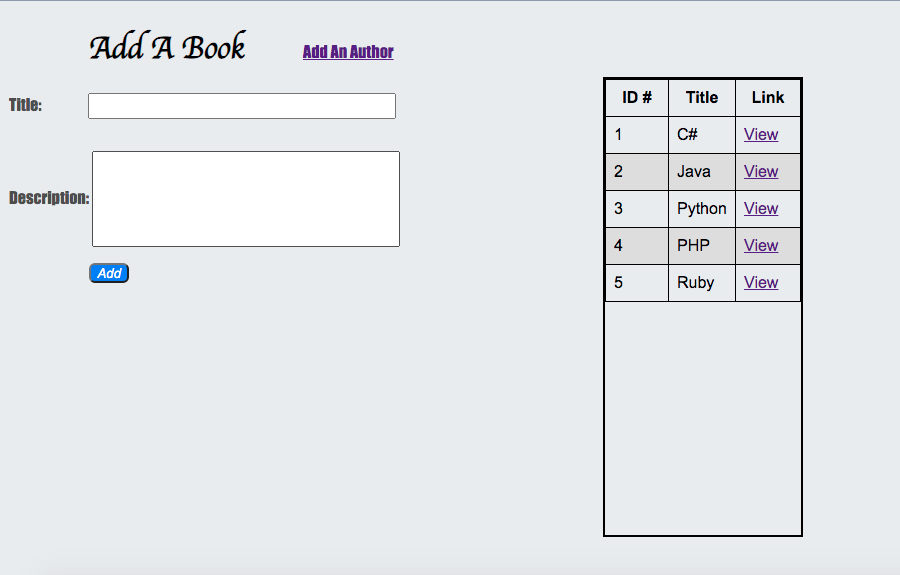 Add A Book
Add An Author
Title:
Description:
Add
ID # Title Link
1 C# View
2 Java View
3 Python View
4 PHP View
5 Ruby View